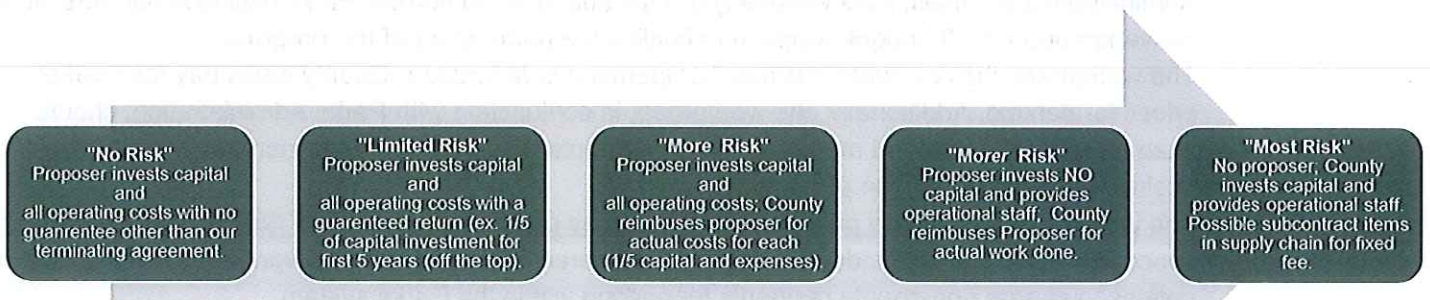 "No Risk"
Proposer invests capital
and
all operating costs with no
guanrentee other than our
terminating agreement.
"Limited Risk"
Proposer invests capital
and
all operating costs with a
guarenteed return (ex. 1/5
of capital investment for
first 5 years (off the top).
"More Risk"
Proposer invests capital
and
all operating costs; County
reimbuses proposer for
actual costs for each
(1/5 capital and expenses).
"Morer Risk"
Proposer invests NO
capital and provides
operational staff, County
reimbuses Proposer for
actual work done.
"Most Risk"
No proposer; County
invests capital and
provides operational staff.
Possible subcontract items
in supply chain for fixed
fee.